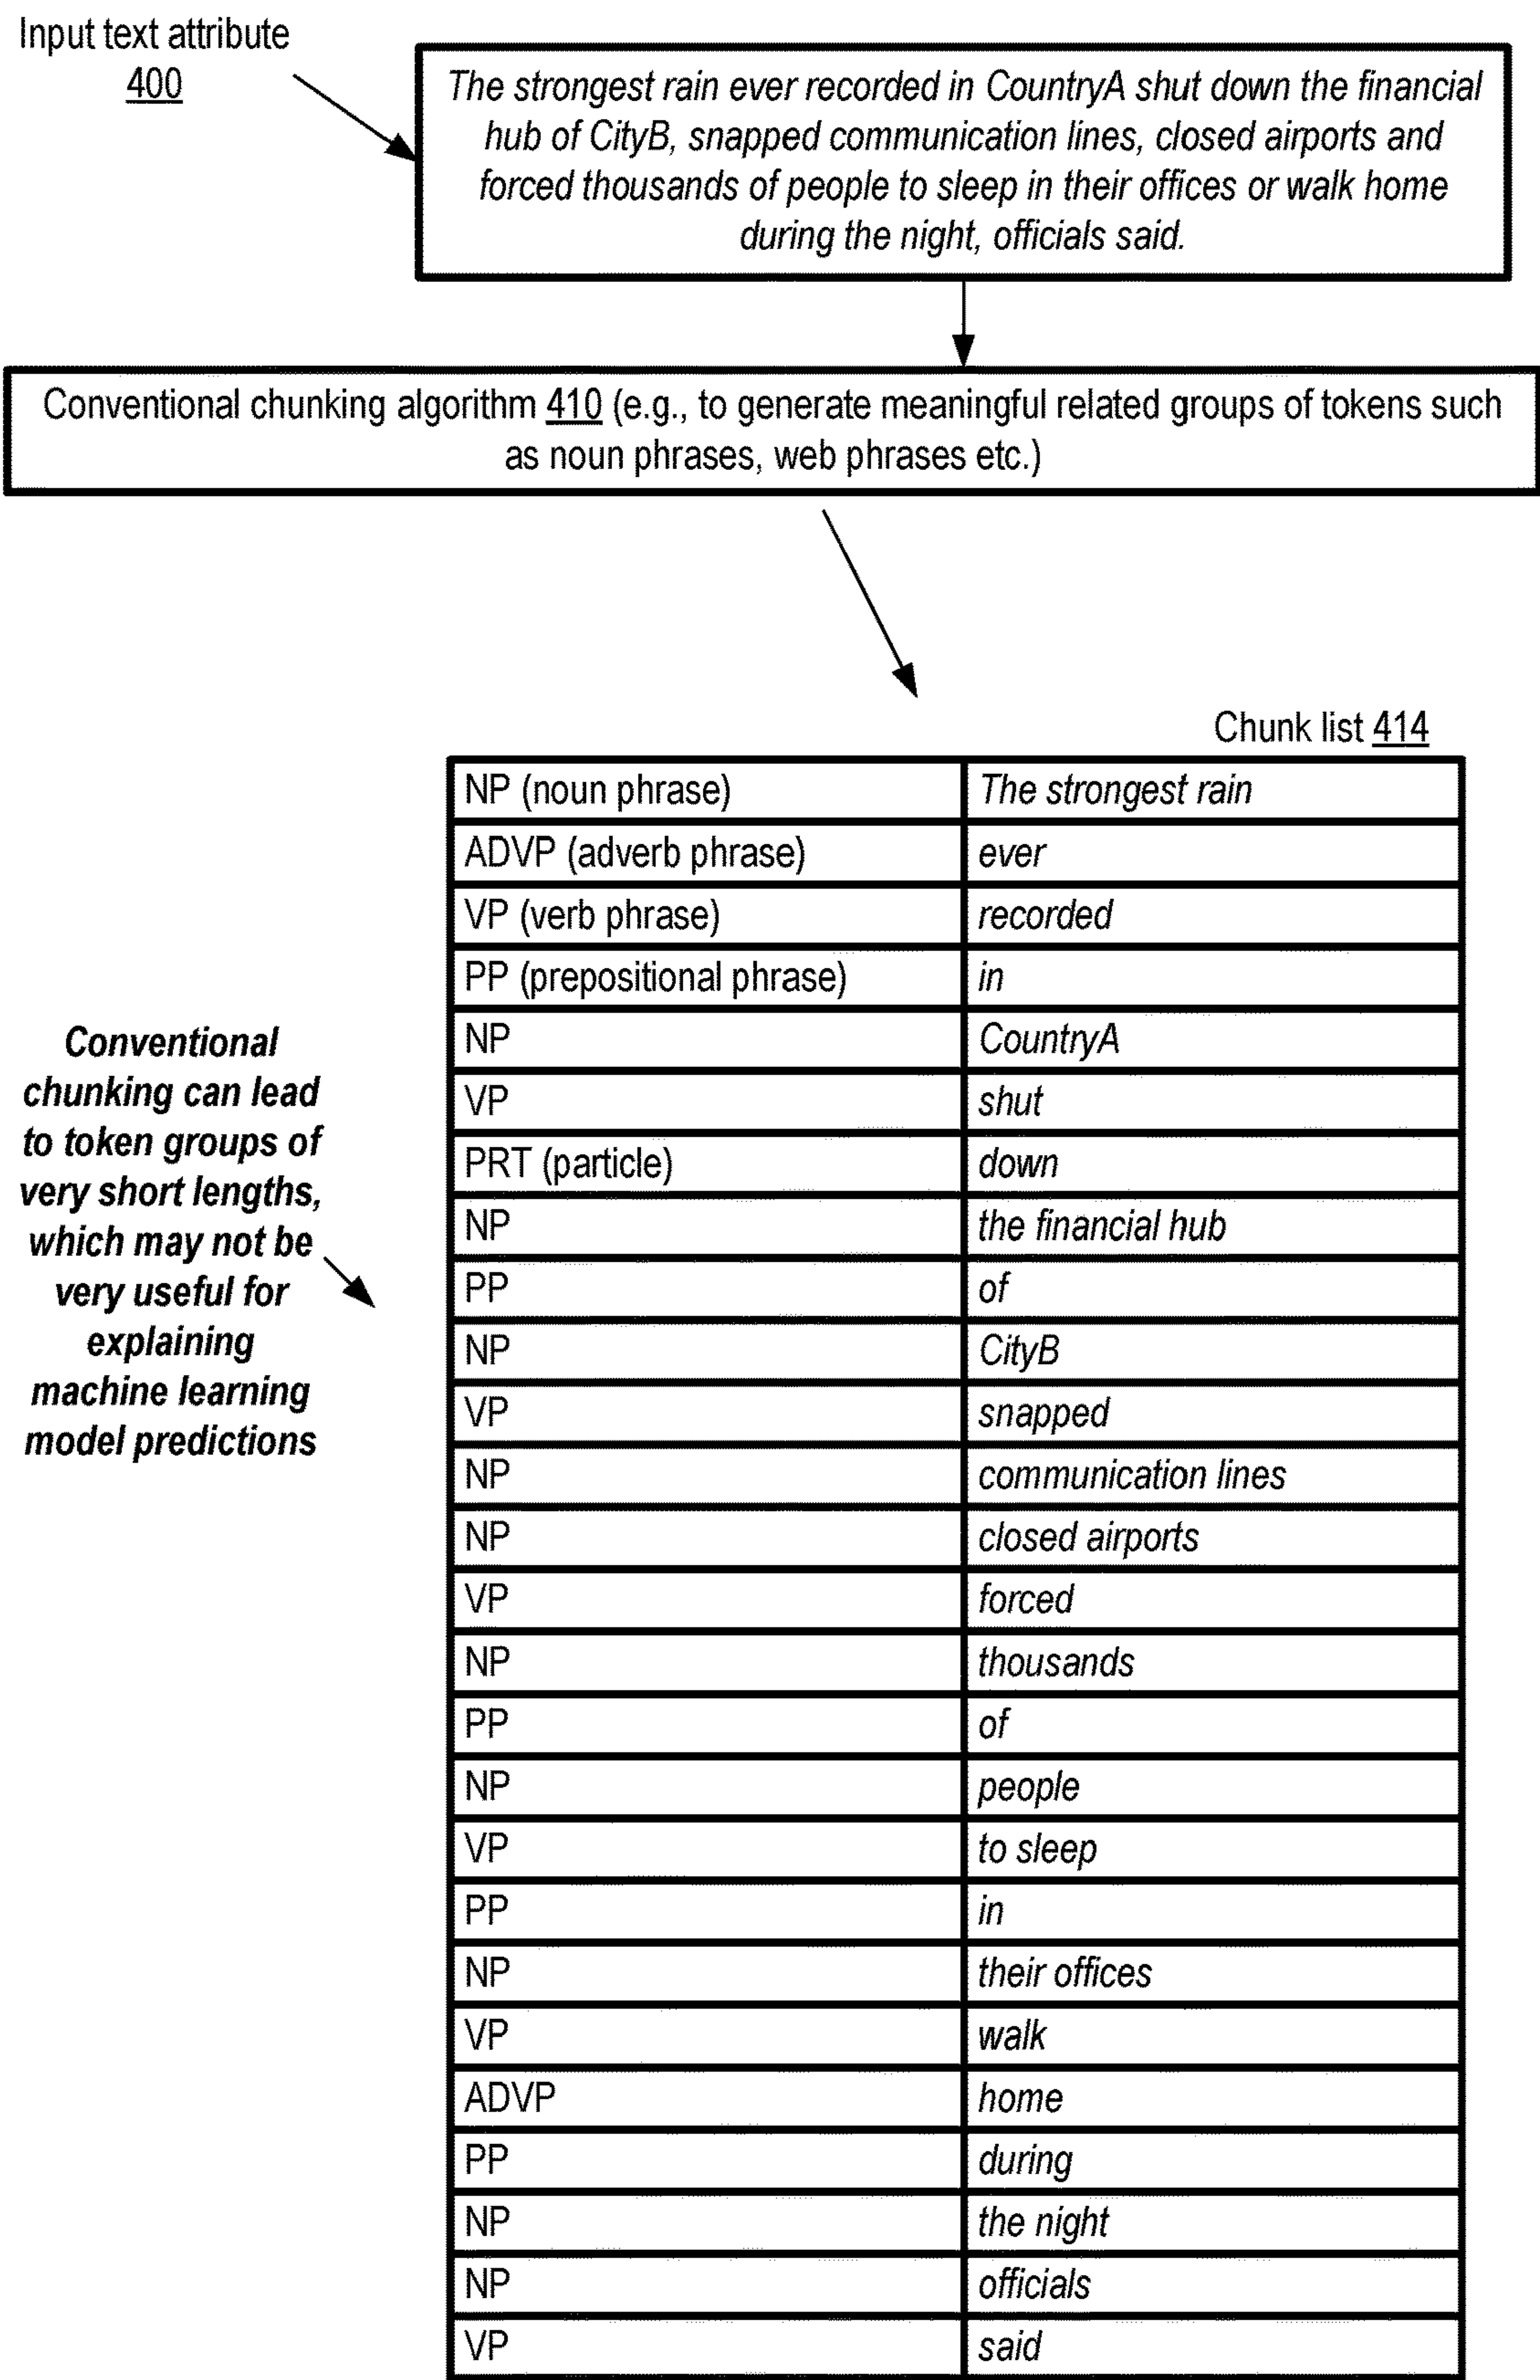 Input text attribute
400
The strongest rain ever recorded in CountryA shut down the financial
hub of CityB, snapped communication lines, closed airports and
forced thousands of people to sleep in their offices or walk home
during the night, officials said.
Conventional chunking algorithm 410 (e.g., to generate meaningful related groups of tokens such
as noun phrases, web phrases etc.)
Chunk list 414
NP (noun phrase) The strongest rain
ADVP (adverb phrase) ever
VP (verb phrase) recorded
PP (prepositional phrase) in
NP CountryA
VP shut
PRT (particle) down
NP the financial hub
PP of
NP CityB
VP snapped
NP communication lines
NP closed airports
VP forced
NP thousands
PP of
NP people
VP to sleep
PP in
NP their offices
VP walk
ADVP home
PP during
NP the night
NP officials
VP said
Conventional
chunking can lead
to token groups of
very short lengths,
which may not be
very useful for
explaining
machine learning
model predictions